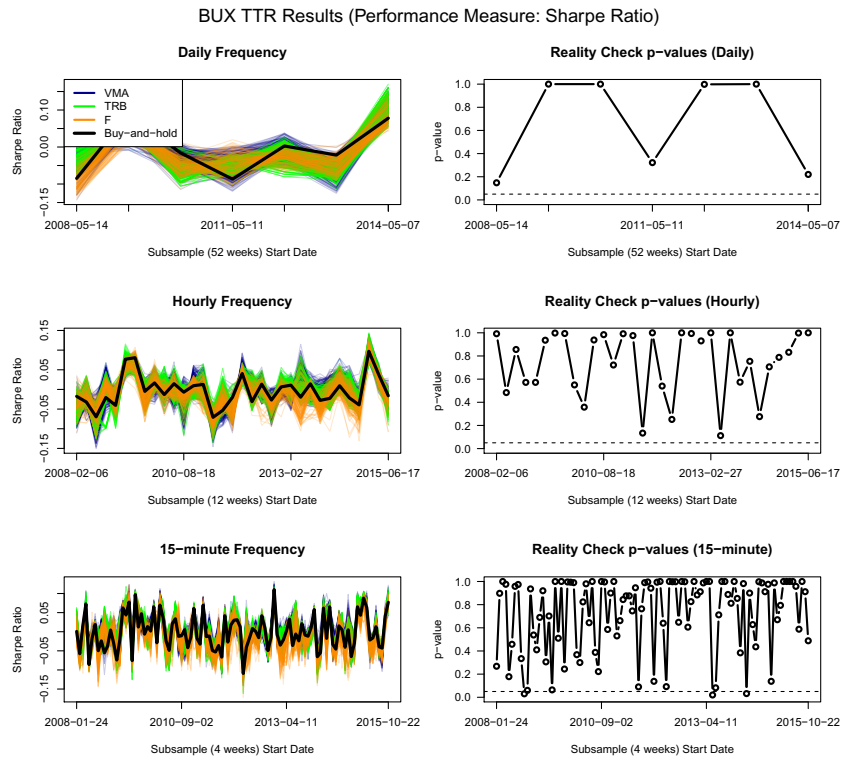 BUX TTR Results (Performance Measure: Sharpe Ratio)
Daily Frequency
VMA
TRB
F
Buy−and−hold
Sharpe Ratio
0.10
0.00
−0.15
2008−05−14
2011−05−11
2014−05−07
Subsample (52 weeks) Start Date
Reality Check p−values (Daily)
p−value
1.0
0.8
0.6
0.4
0.2
0.0
2008−05−14
2011−05−11
2014−05−07
Subsample (52 weeks) Start Date
Hourly Frequency
Sharpe Ratio
0.15
0.05
−0.05
−0.15
2008−02−06
2010−08−18
2013−02−27
2015−06−17
Subsample (12 weeks) Start Date
Reality Check p−values (Hourly)
p−value
1.0
0.8
0.6
0.4
0.2
0.0
2008−02−06
2010−08−18
2013−02−27
2015−06−17
Subsample (12 weeks) Start Date
15−minute Frequency
Sharpe Ratio
0.05
−0.05
−0.15
2008−01−24
2010−09−02
2013−04−11
2015−10−22
Subsample (4 weeks) Start Date
Reality Check p−values (15−minute)
p−value
1.0
0.8
0.6
0.4
0.2
0.0
2008−01−24
2010−09−02
2013−04−11
2015−10−22
Subsample (4 weeks) Start Date